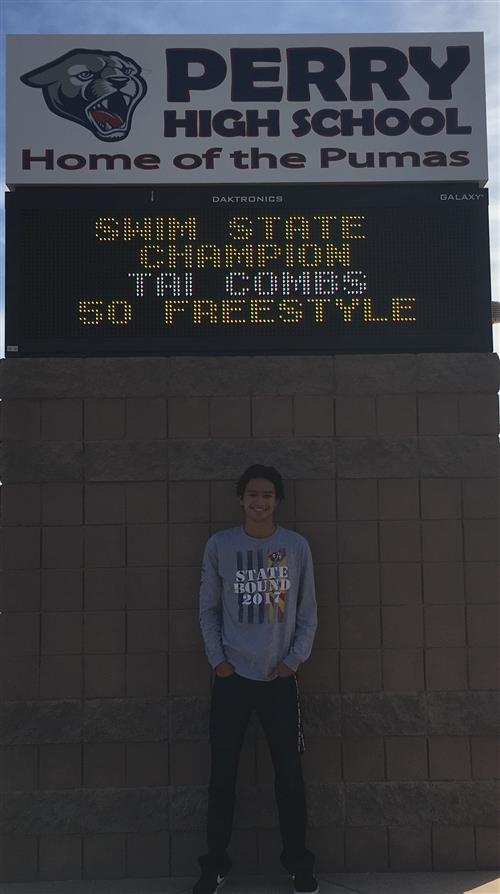 PERRY
HIGH SCHOOL
Home of the Pumas
DAKTRONICS
GALAXY
SWIM STATE
CHAMPION
TAI COMBS
50 FREESTYLE
STATE
BOUND
2017